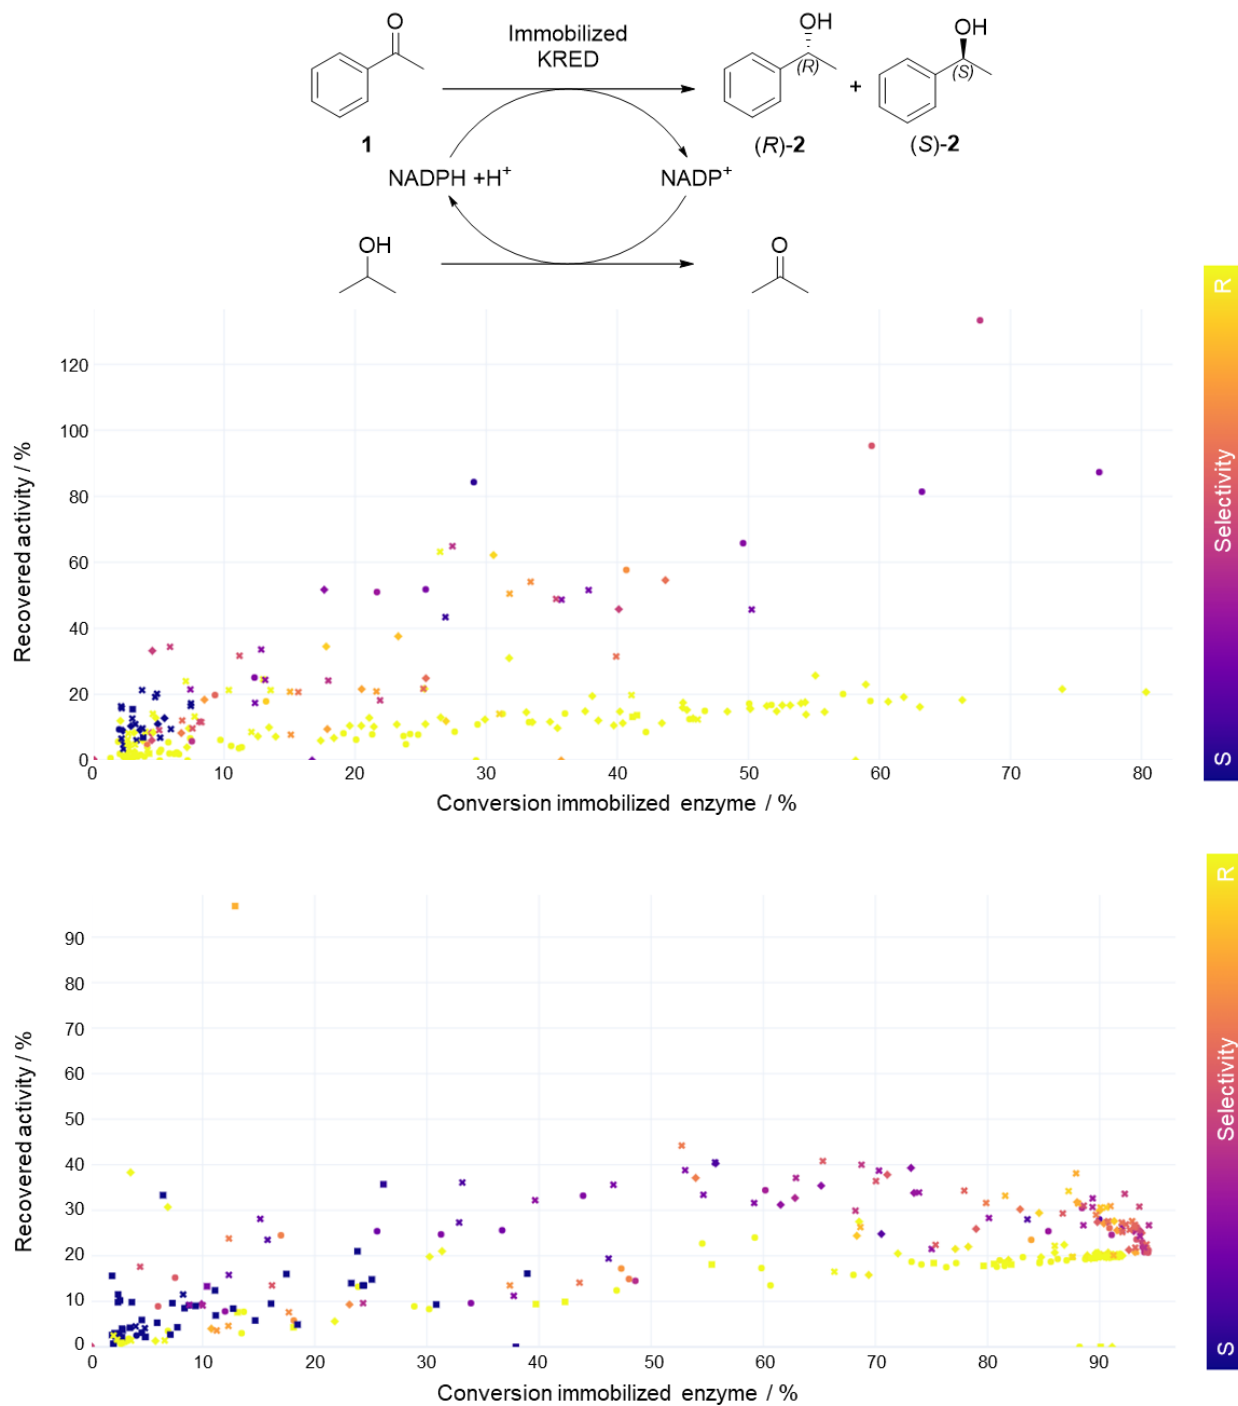 O
OH
OH
Immobilized
KRED
(R)
(S)
+
1
(R)-2
(S)-2
NADPH +H⁺
NADP⁺
OH
O
Recovered activity / %
120
100
80
60
40
20
0
0 10 20 30 40 50 60 70 80
Conversion immobilized enzyme / %
R
Selectivity
S
Recovered activity / %
90
80
70
60
50
40
30
20
10
0
0 10 20 30 40 50 60 70 80 90
Conversion immobilized enzyme / %
R
Selectivity
S